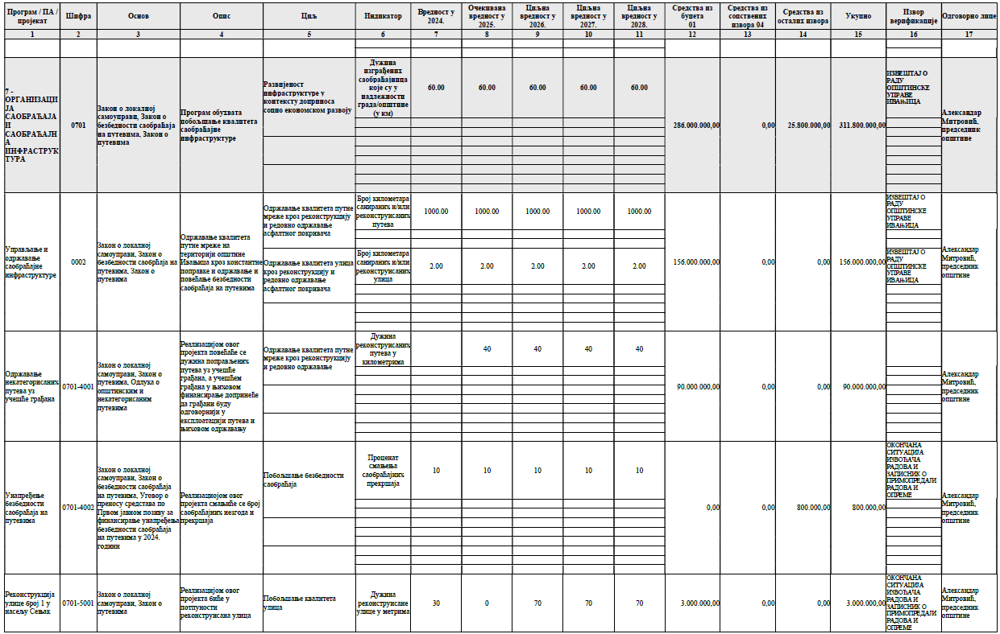 Програм / ПА / пројекат Шифра Основ Опис Циљ Индикатор Вредност у 2024. Очекивана вредност у 2025. Циљна вредност у 2026. Циљна вредност у 2027. Циљна вредност у 2028. Средства из буџета 01 Средства из сопствених извора 04 Средства из осталих извора Укупно Извор верификације Одговорно лице
1 2 3 4 5 6 7 8 9 10 11 12 13 14 15 16 17
7 - ОРГАНИЗАЦИ
ЈА
САОБРАЋАЈА
И
САОБРАЋАЈН
А
ИНФРАСТРУК
ТУРА
0701
Закон о локалној
самоуправи, Закон о
безбедности саобраћаја
на путевима, Закон о
путевима
Програм обухвата
побољшање квалитета
саобраћајне
инфраструктуре
Развијеност
инфраструктуре у
контексту доприноса
социо економском развоју
Дужина
изграђених
саобраћајница
које су у
надлежности
града/општине
(у км)
60.00 60.00 60.00 60.00 60.00
286.000.000,00 0,00 25.800.000,00 311.800.000,00
ИЗВЕШТАЈ О
РАДУ
ОПШТИНСКЕ
УПРАВЕ
ИВАЊИЦА
Александар
Митровић,
председник
општине
Управљање и
одржавање
саобраћајне
инфраструктуре
0002
Закон о локалној
самоуправи, Закон о
безбедности саобрћаја на
путевима, Закон о
путевима
Одржавање квалитета
путне мреже на
територији општине
Ивањица кроз константне
поправке и одржавање и
повећање безбедности
саобраћаја на путевима
Одржавање квалитета путне
мреже кроз реконструкцију
и редовно одржавање
асфалтног покривача
Број километара
санираних и/или
реконструисаних
путева
1000.00 1000.00 1000.00 1000.00 1000.00
ИЗВЕШТАЈ О
РАДУ
ОПШТИНСКЕ
УПРАВЕ
ИВАЊИЦА
Одржавање квалитета улица
кроз реконструкцију и
редовно одржавање
асфалтног покривача
Број километара
санираних и/или
реконструисаних
улица
2.00 2.00 2.00 2.00 2.00
156.000.000,00 0,00 0,00 156.000.000,00
ИЗВЕШТАЈ О
РАДУ
ОПШТИНСКЕ
УПРАВЕ
ИВАЊИЦА
Александар
Митровић,
председник
општине
Одржавање
некатегорисаних
путева уз
учешће грађана
0701-4001
Закон о локалној
самоуправи, Закон о
путевима, Одлука о
општинским и
некатегорисаним
путевима
Реализацијом овог
пројекта повећаће се
дужина поправљених
путева уз учешће
грађана, а учешћем
грађана у њиховом
финансирање допринеће
да грађани буду
одговорнији у
експлоатацији путева и
њиховом одржавању
Одржавање квалитета путне
мреже кроз реконструкцију
и редовно одржавање
Дужина
реконструисаних
путева у
километрима
40 40 40 40
90.000.000,00 0,00 0,00 90.000.000,00
Александар
Митровић,
председник
општине
Унапређење
безбедности
саобраћаја на
путевима
0701-4002
Закон о локалној
самоуправи, Закон о
безбедности саобраћаја
на путевима, Уговор о
преносу средстава по
Првом јавном позиву за
финансирање унапређења
безбедности саобраћаја
на путевима у 2024.
години
Реализациојом овог
пројекта смањиће се број
саобраћајних незгода и
прекршаја
Побољшање безбедности
саобраћаја
Проценат
смањења
саобраћајних
прекршаја
10 10 10 10 10
0,00 0,00 800.000,00 800.000,00
ОКОНЧАНА
СИТУАЦИЈА
ИЗВОЂАЧА
РАДОВА И
ЗАПИСНИК О
ПРИМОПРЕДАЈИ
РАДОВА И
ОПРЕМЕ
Александар
Митровић,
председник
општине
Реконструкција
улице број 1 у
насељу Сењак
0701-5001
Закон о локалној
самоуправи, Закон о
путевима
Реализацијом овог
пројекта биће у
потпуности
реконструисана улица
Побољшање квалитета
улица
Дужина
реконструисане
улице у метрима
30 0 70 70 70
3.000.000,00 0,00 0,00 3.000.000,00
ОКОНЧАНА
СИТУАЦИЈА
ИЗВОЂАЧА
РАДОВА И
ЗАПИСНИК О
ПРИМОПРЕДАЈИ
РАДОВА И
ОПРЕМЕ
Александар
Митровић,
председник
општине